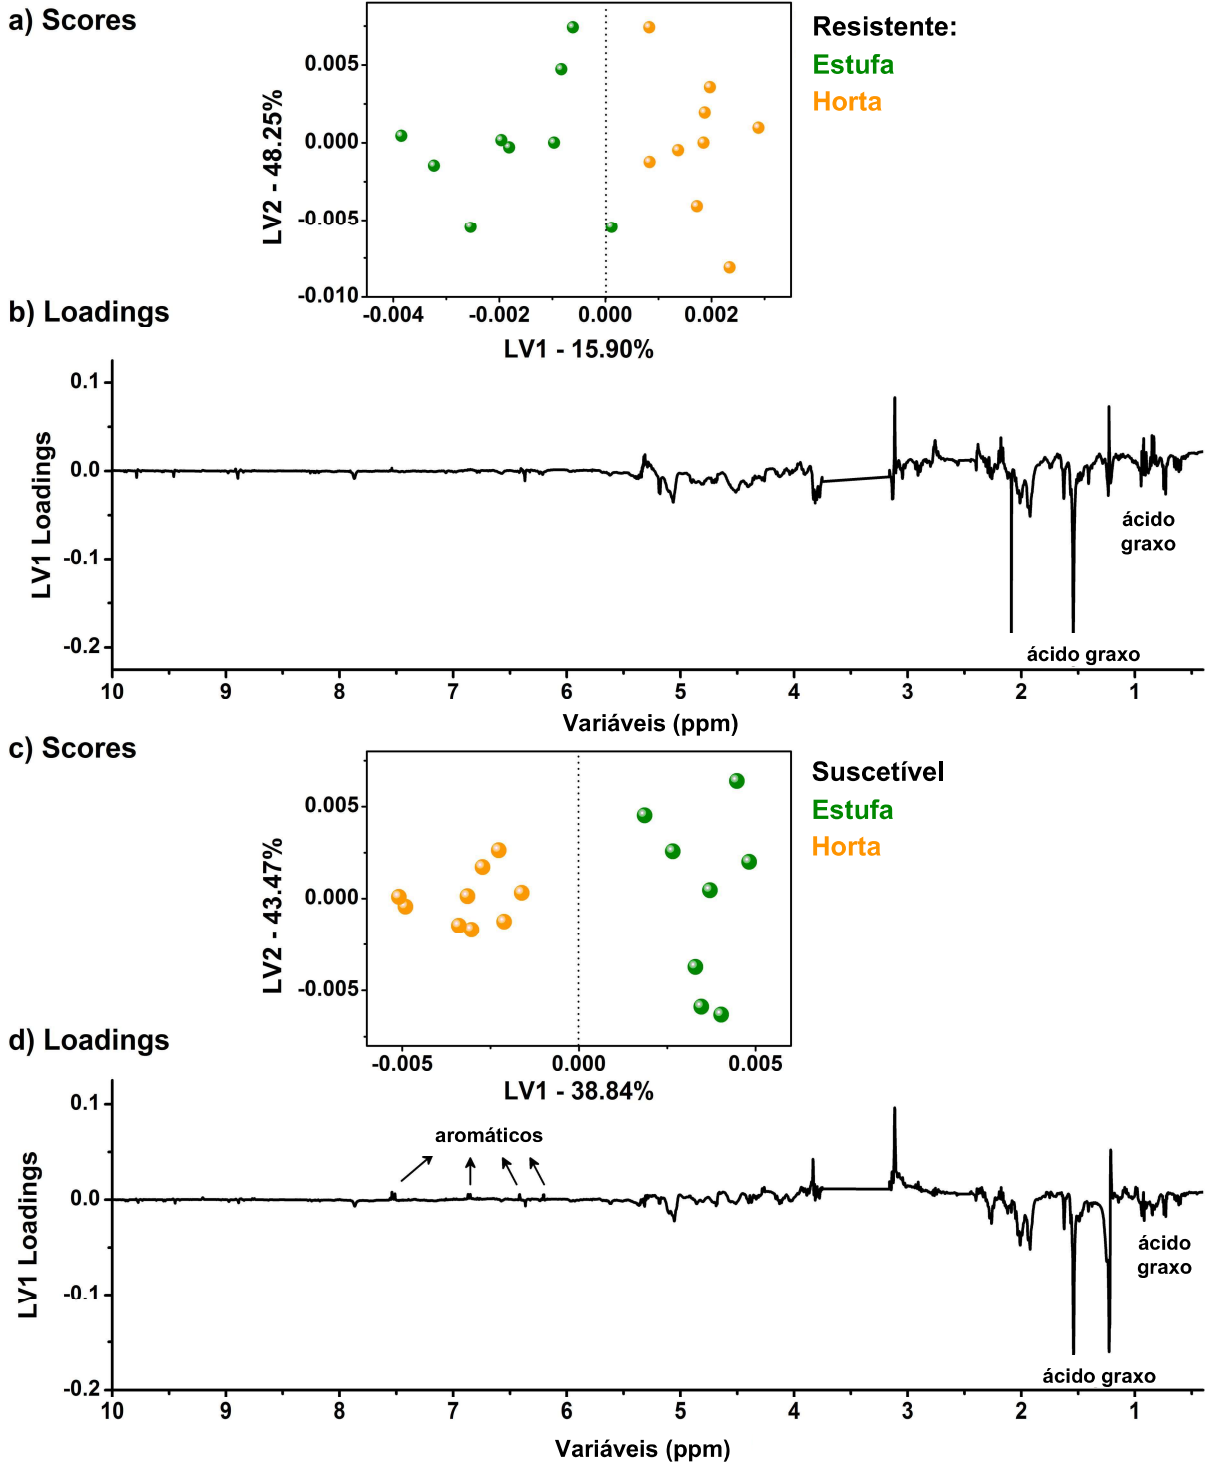 a) Scores
Resistente:
Estufa
Horta
0.005
0.000
-0.005
-0.010
LV2 - 48.25%
-0.004 -0.002 0.000 0.002
LV1 - 15.90%
b) Loadings
0.1
0.0
-0.1
-0.2
LV1 Loadings
ácido
graxo
ácido graxo
10 9 8 7 6 5 4 3 2 1
Variáveis (ppm)
c) Scores
Suscetível
Estufa
Horta
0.005
0.000
-0.005
LV2 - 43.47%
-0.005 0.000 0.005
LV1 - 38.84%
d) Loadings
0.1
0.0
-0.1
-0.2
LV1 Loadings
aromáticos
ácido
graxo
ácido graxo
10 9 8 7 6 5 4 3 2 1
Variáveis (ppm)